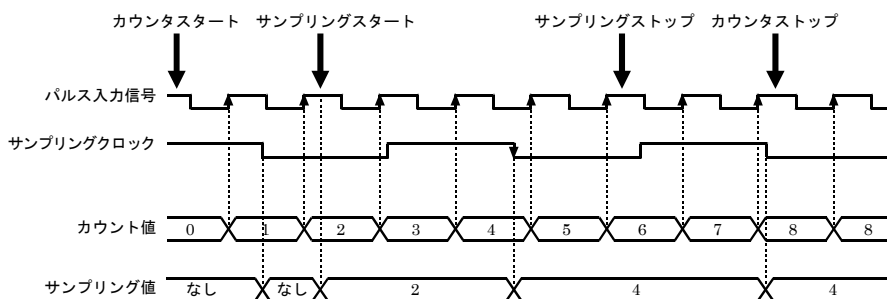 カウンタスタート サンプリングスタート サンプリングストップ カウンタストップ
パルス入力信号
サンプリングクロック
カウント値 0 1 2 3 4 5 6 7 8 8
サンプリング値 なし なし 2 4 4